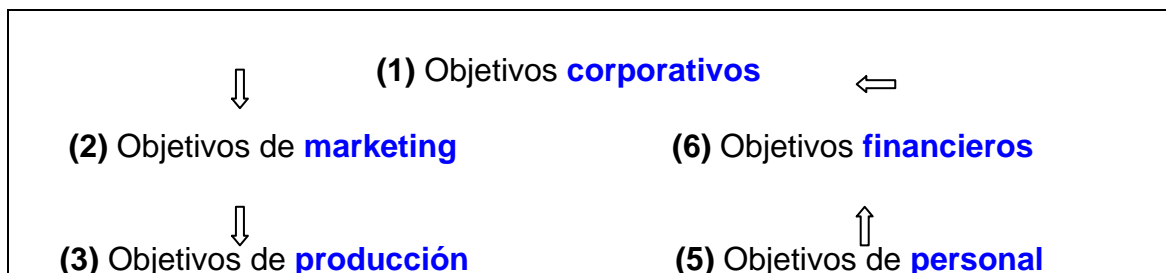 (1) Objetivos corporativos
(2) Objetivos de marketing (6) Objetivos financieros
(3) Objetivos de producción (5) Objetivos de personal